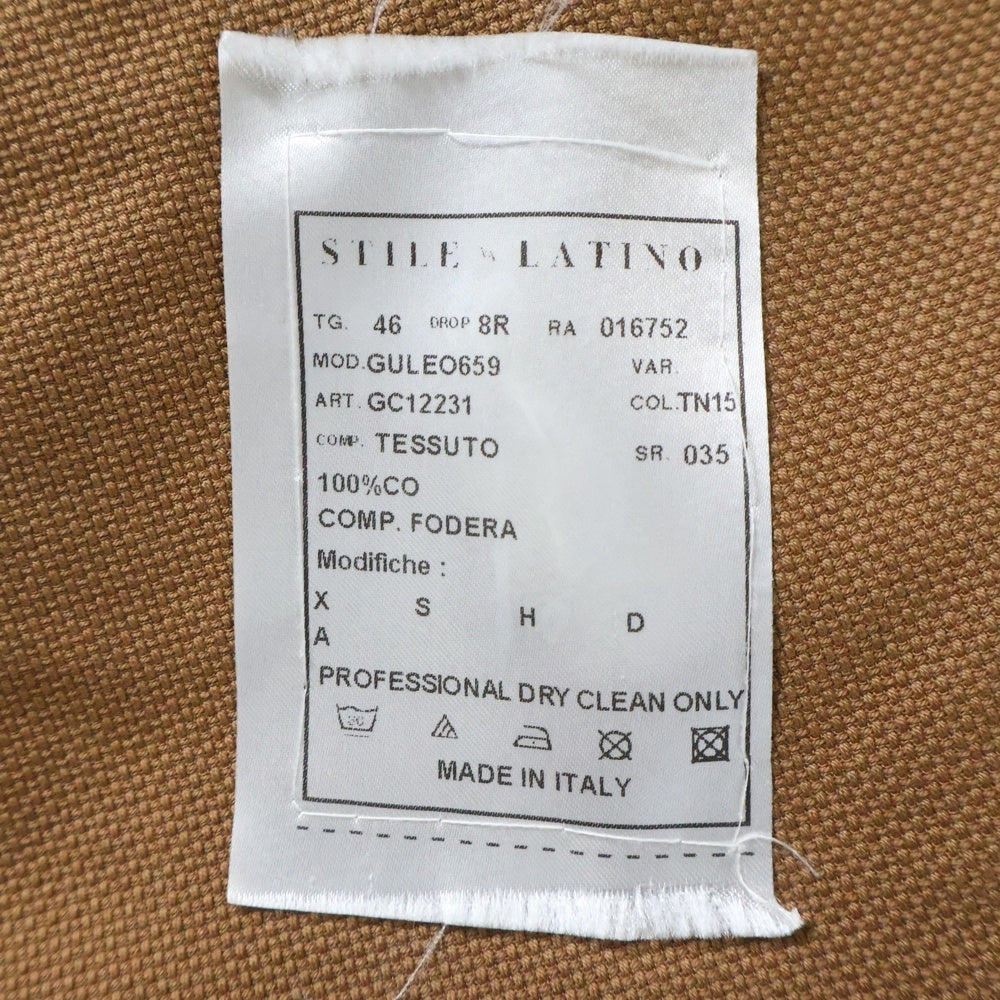 STILE LATINO
TG. 46 DROP 8R RA 016752
MOD. GULEO659 VAR.
ART. GC12231 COL. TN15
COMP. TESSUTO SR. 035
100%CO
COMP. FODERA
Modifiche :
X S H D
A
PROFESSIONAL DRY CLEAN ONLY
30
MADE IN ITALY